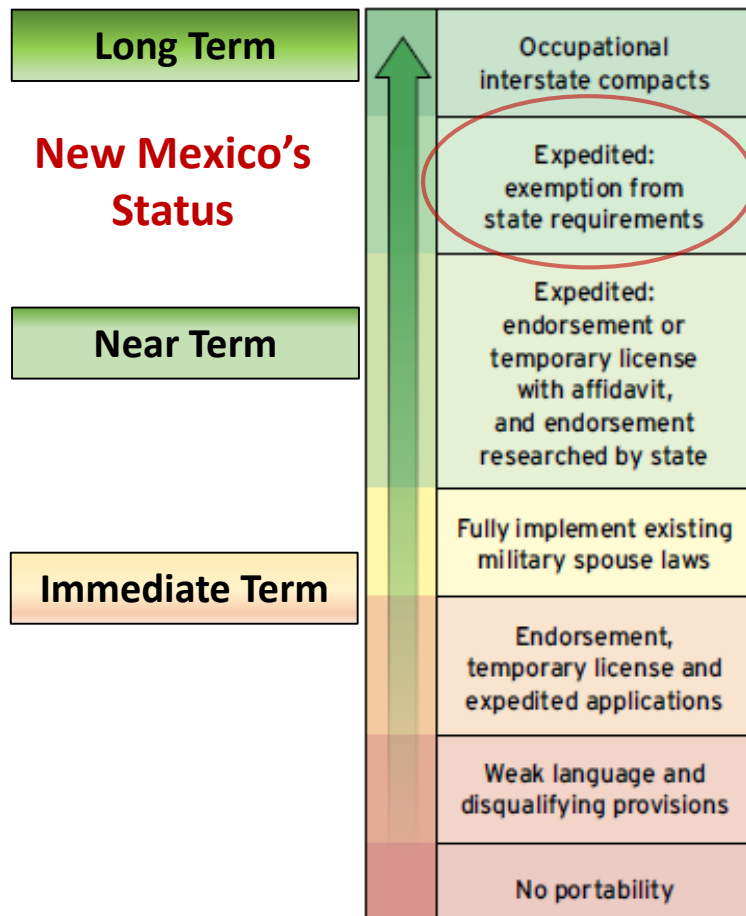 Long Term
New Mexico's
Status
Near Term
Immediate Term
Occupational
interstate compacts
Expedited:
exemption from
state requirements
Expedited:
endorsement or
temporary license
with affidavit,
and endorsement
researched by state
Fully implement existing
military spouse laws
Endorsement,
temporary license and
expedited applications
Weak language and
disqualifying provisions
No portability